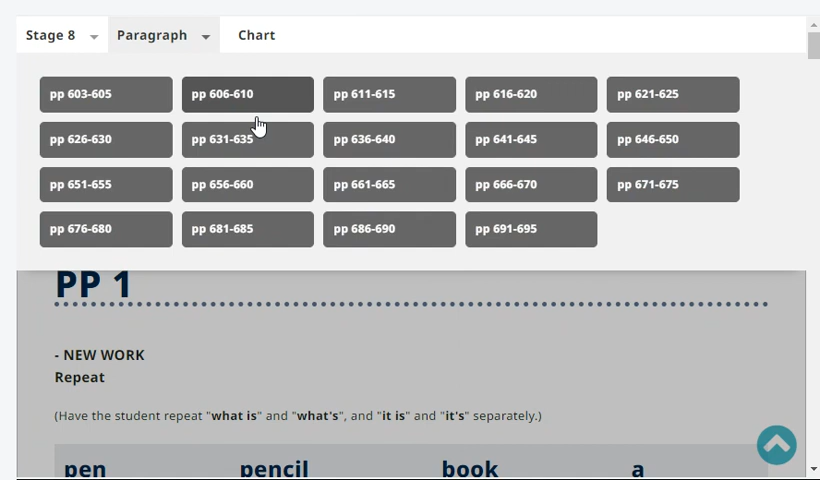 Stage 8 Paragraph Chart
pp 603-605 pp 606-610 pp 611-615 pp 616-620 pp 621-625
pp 626-630 pp 631-635 pp 636-640 pp 641-645 pp 646-650
pp 651-655 pp 656-660 pp 661-665 pp 666-670 pp 671-675
pp 676-680 pp 681-685 pp 686-690 pp 691-695
PP 1
- NEW WORK
Repeat
(Have the student repeat "what is" and "what's", and "it is" and "it's" separately.)
pen pencil book a